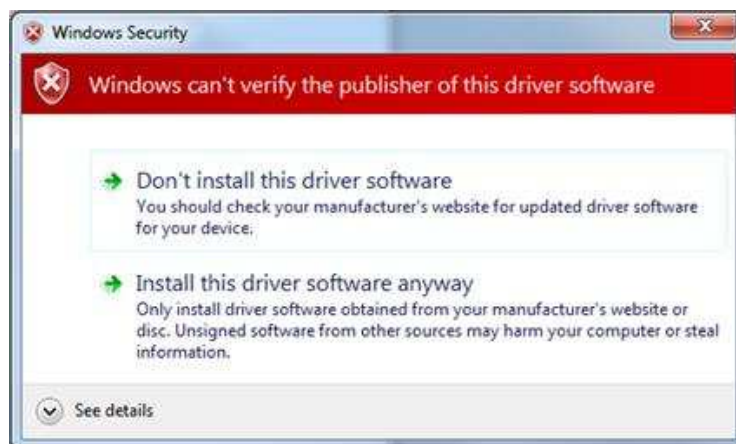 Windows Security
Windows can't verify the publisher of this driver software
Don't install this driver software
You should check your manufacturer's website for updated driver software
for your device.
Install this driver software anyway
Only install driver software obtained from your manufacturer's website or
disc. Unsigned software from other sources may harm your computer or steal
information.
See details